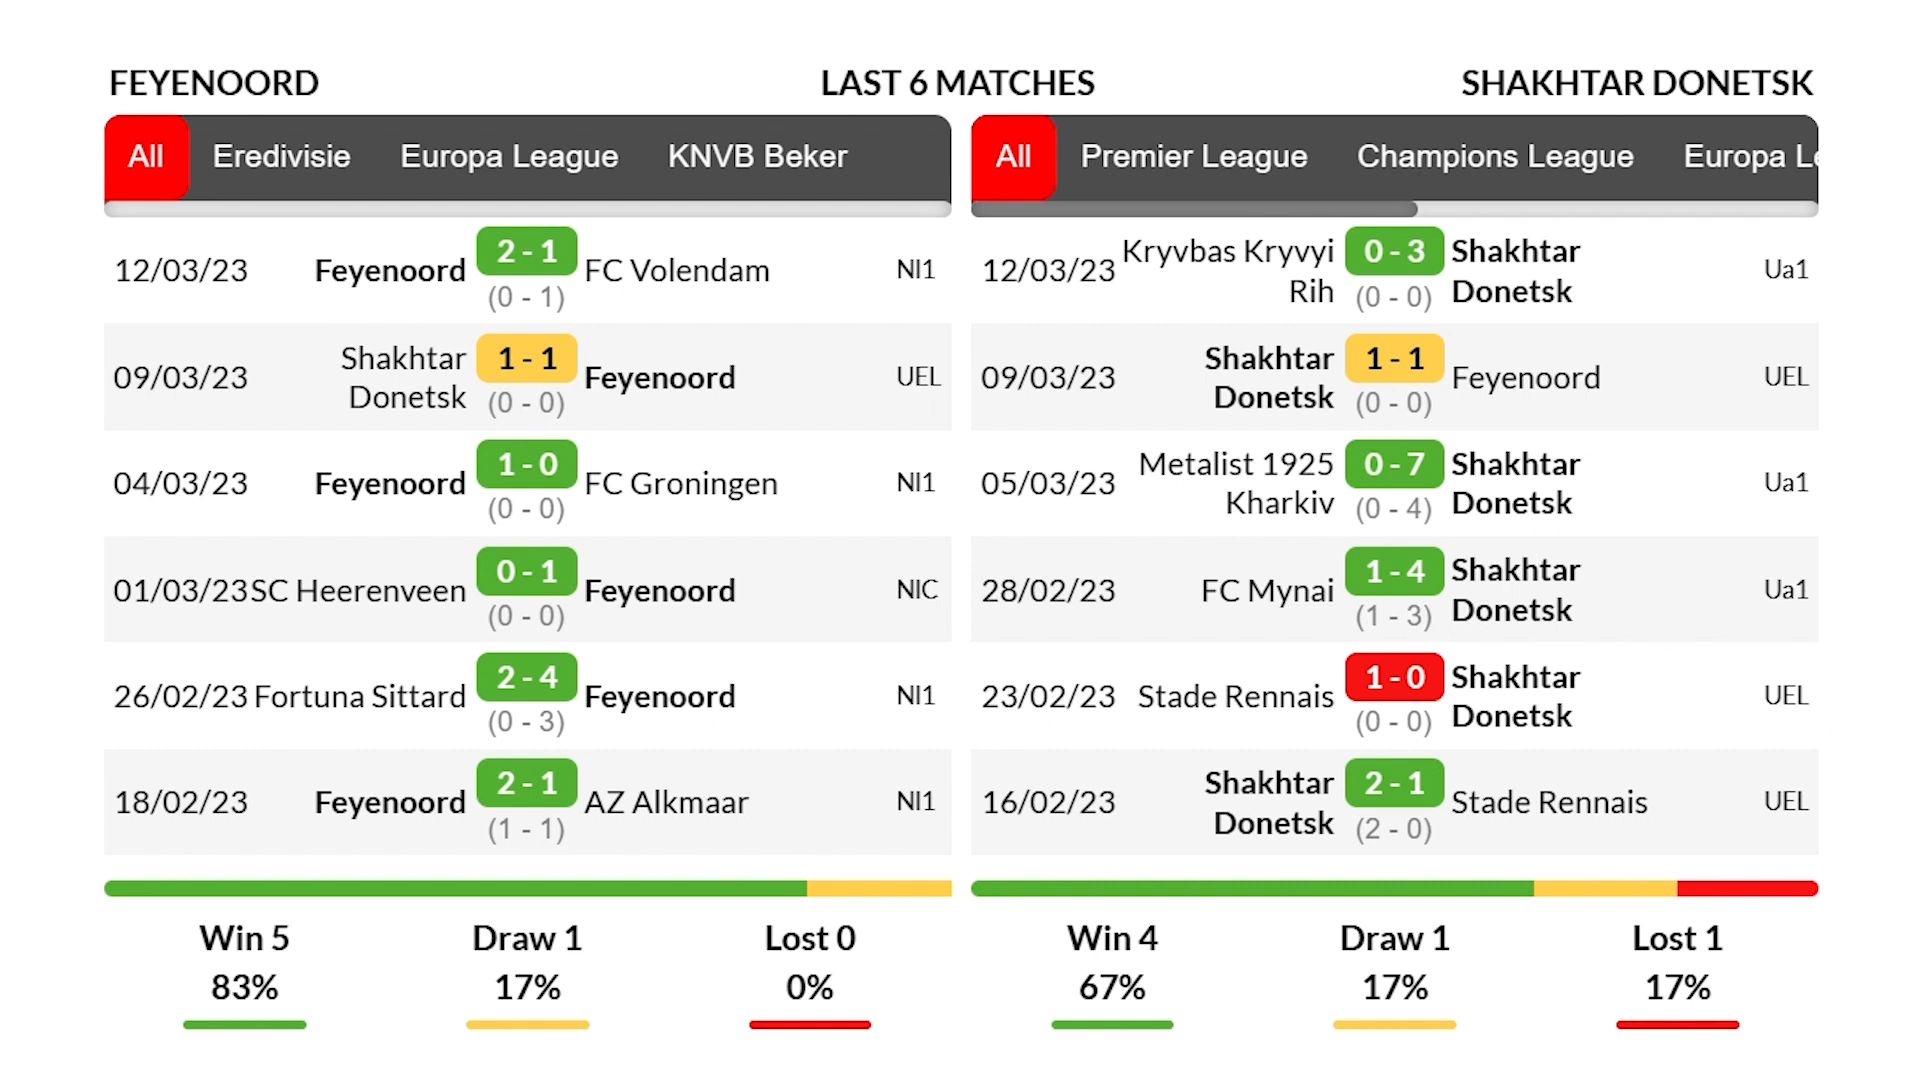 FEYENOORD LAST 6 MATCHES SHAKHTAR DONETSK
All Eredivisie Europa League KNVB Beker
12/03/23 Feyenoord 2 - 1 FC Volendam Nl1
(0 - 1)
09/03/23 Shakhtar Donetsk 1 - 1 Feyenoord UEL
(0 - 0)
04/03/23 Feyenoord 1 - 0 FC Groningen Nl1
(0 - 0)
01/03/23 SC Heerenveen 0 - 1 Feyenoord NlC
(0 - 0)
26/02/23 Fortuna Sittard 2 - 4 Feyenoord Nl1
(0 - 3)
18/02/23 Feyenoord 2 - 1 AZ Alkmaar Nl1
(1 - 1)
Win 5 Draw 1 Lost 0
83% 17% 0%
All Premier League Champions League Europa Le
12/03/23 Kryvbas Kryvyi Rih 0 - 3 Shakhtar Donetsk Ua1
(0 - 0)
09/03/23 Shakhtar Donetsk 1 - 1 Feyenoord UEL
(0 - 0)
05/03/23 Metalist 1925 Kharkiv 0 - 7 Shakhtar Donetsk Ua1
(0 - 4)
28/02/23 FC Mynai 1 - 4 Shakhtar Donetsk Ua1
(1 - 3)
23/02/23 Stade Rennais 1 - 0 Shakhtar Donetsk UEL
(0 - 0)
16/02/23 Shakhtar Donetsk 2 - 1 Stade Rennais UEL
(2 - 0)
Win 4 Draw 1 Lost 1
67% 17% 17%